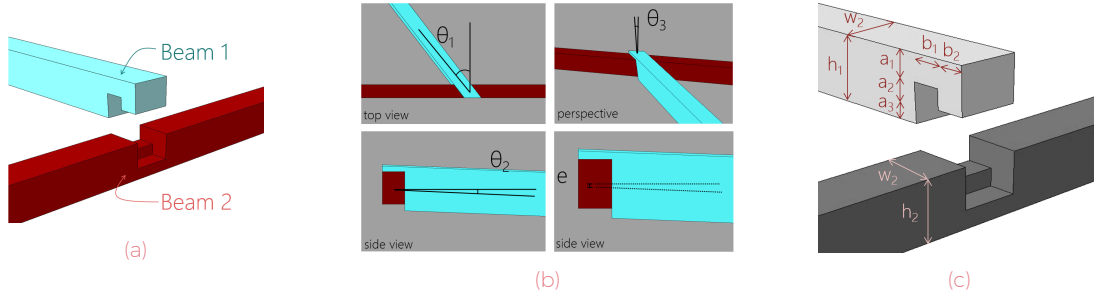 Beam 1
Beam 2
(a)
θ1
top view
θ3
perspective
θ2
side view
e
side view
(b)
w2
h1
b1 b2
a1
a2
a3
w2
h2
(c)